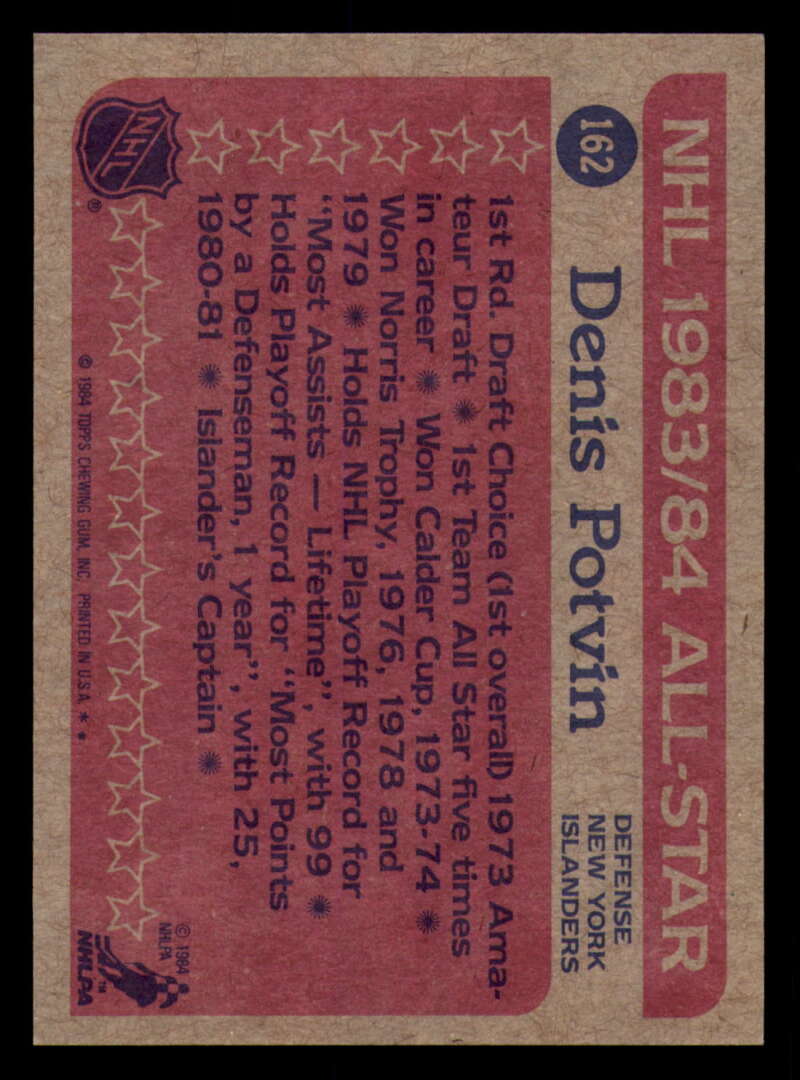 NHL 1983/84 ALL-STAR
162
Denis Potvin
DEFENSE
NEW YORK
ISLANDERS
1st Rd. Draft Choice (1st overall) 1973 Ama-
teur Draft ✺ 1st Team All Star five times
in career ✺ Won Calder Cup, 1973-74 ✺
Won Norris Trophy, 1976, 1978 and
1979 ✺ Holds NHL Playoff Record for
“Most Assists — Lifetime”, with 99 ✺
Holds Playoff Record for “Most Points
by a Defenseman, 1 year”, with 25,
1980-81 ✺ Islander's Captain ✺
NHL
®
© 1984
NHLPA
NHLPA
TM
© 1984 TOPPS CHEWING GUM, INC. PRINTED IN U.S.A. * *